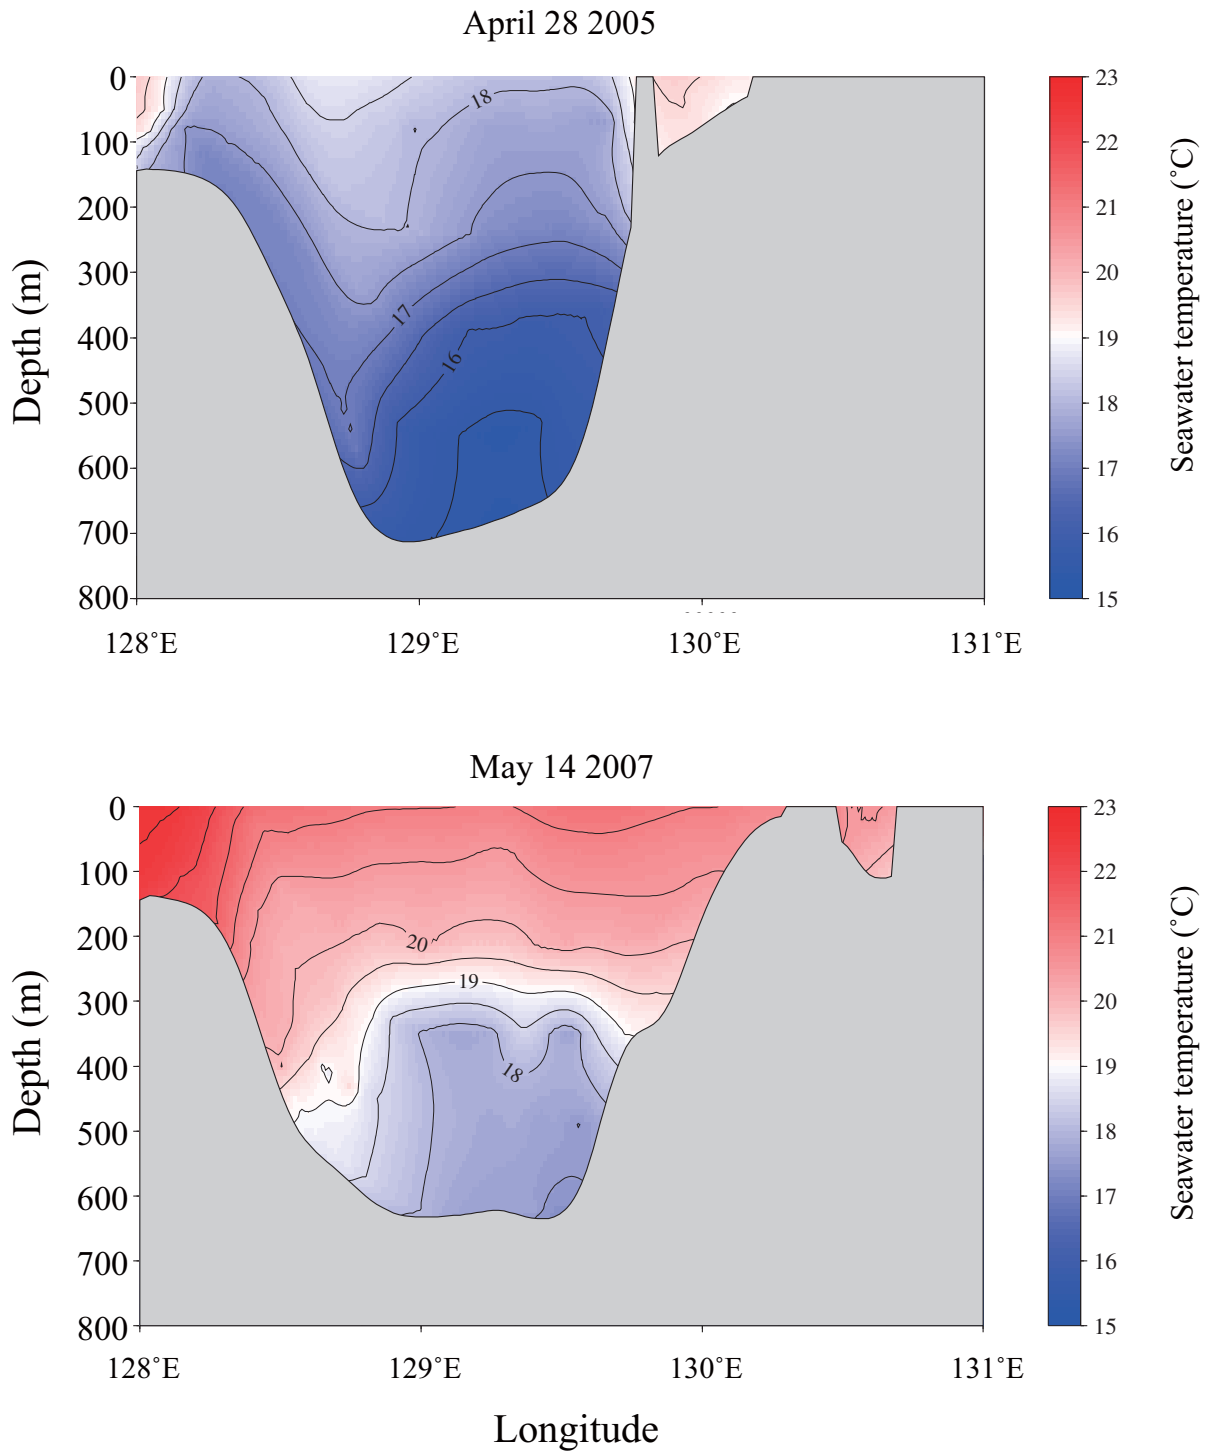 April 28 2005
0
100
200
300
400
500
600
700
800
Depth (m)
18
17
16
128°E
129°E
130°E
131°E
23
22
21
20
19
18
17
16
15
Seawater temperature (˚C)
May 14 2007
0
100
200
300
400
500
600
700
800
Depth (m)
20
19
18
128°E
129°E
130°E
131°E
Longitude
23
22
21
20
19
18
17
16
15
Seawater temperature (˚C)